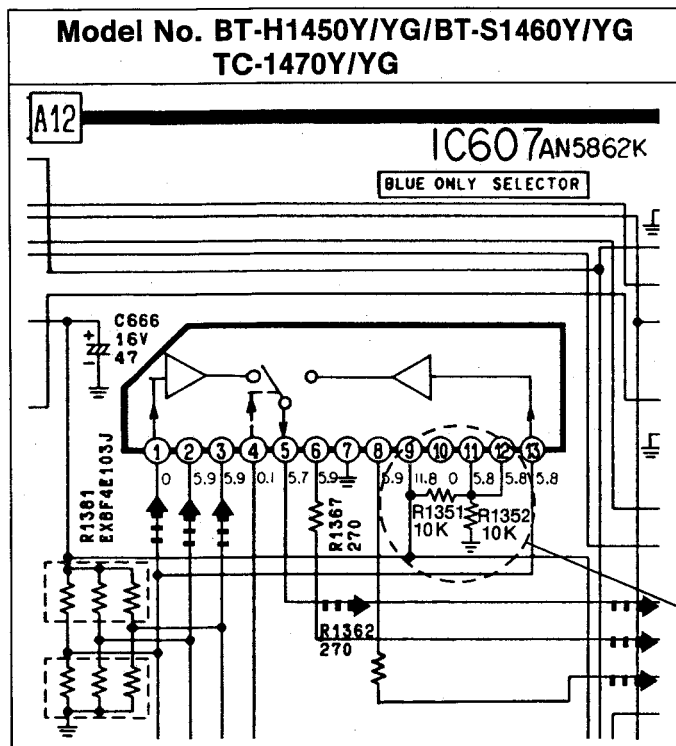 Model No. BT-H1450Y/YG/BT-S1460Y/YG
TC-1470Y/YG
A12
IC607 AN5862K
BLUE ONLY SELECTOR
C666
16V
47
+
-
1 2 3 4 5 6 7 8 9 10 11 12 13
0 5.9 5.9 0.1 5.7 5.9 5.9 11.8 0 5.8 5.8 5.8
R1381
EXBF4E103J
R1367
270
R1351
10K
R1352
10K
R1362
270